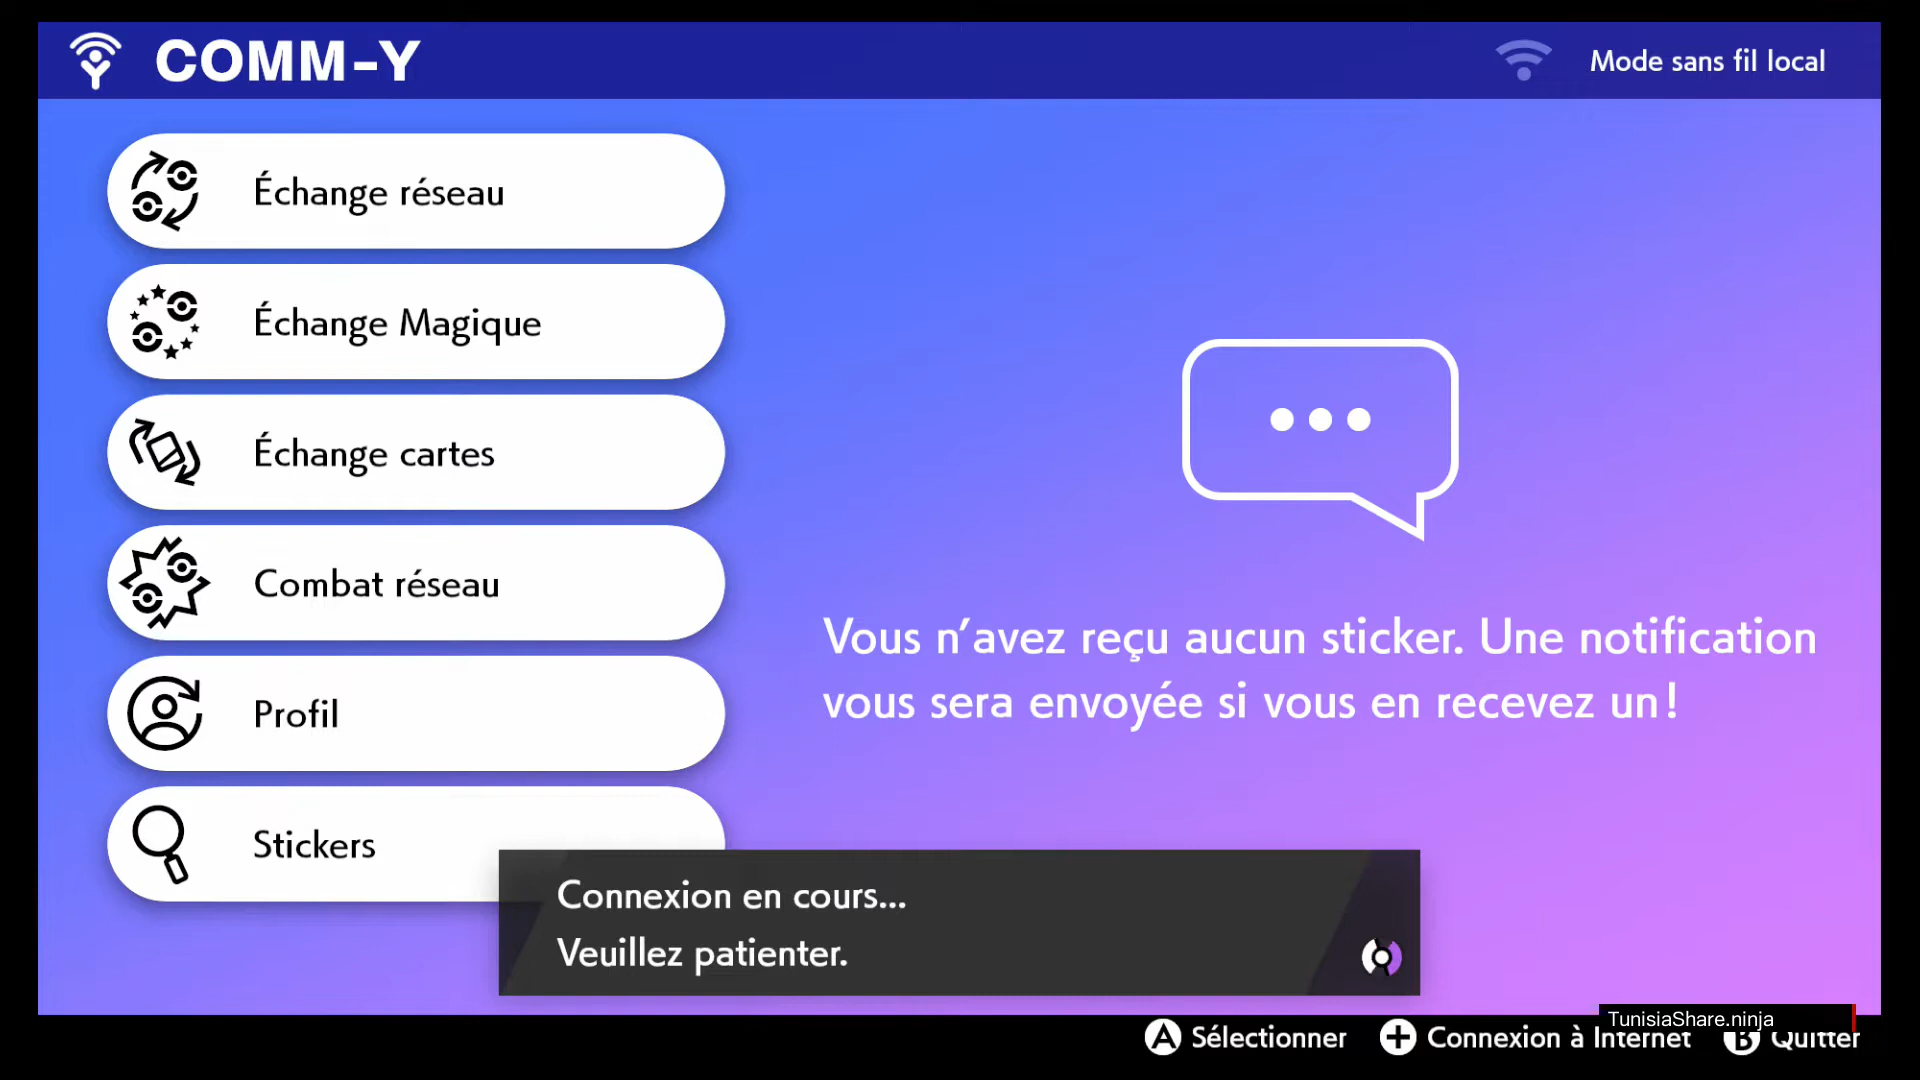 COMM-Y
Mode sans fil local
Échange réseau
Échange Magique
Échange cartes
Combat réseau
Profil
Stickers
Vous n'avez reçu aucun sticker. Une notification
vous sera envoyée si vous en recevez un !
Connexion en cours...
Veuillez patienter.
TunisiaShare.ninja
A Sélectionner + Connexion à Internet B Quitter